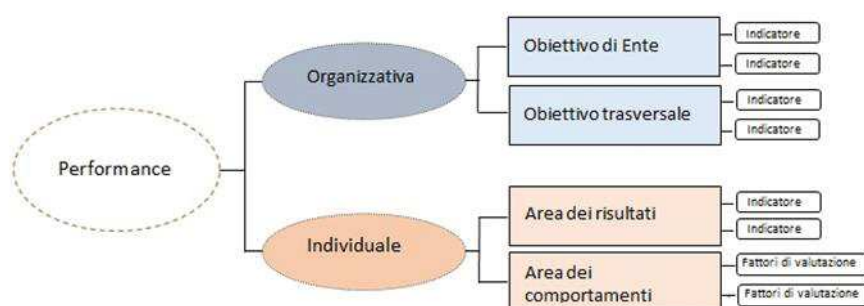 Performance
Organizzativa
Obiettivo di Ente
Indicatore
Indicatore
Obiettivo trasversale
Indicatore
Indicatore
Individuale
Area dei risultati
Indicatore
Indicatore
Area dei
comportamenti
Fattori di valutazione
Fattori di valutazione